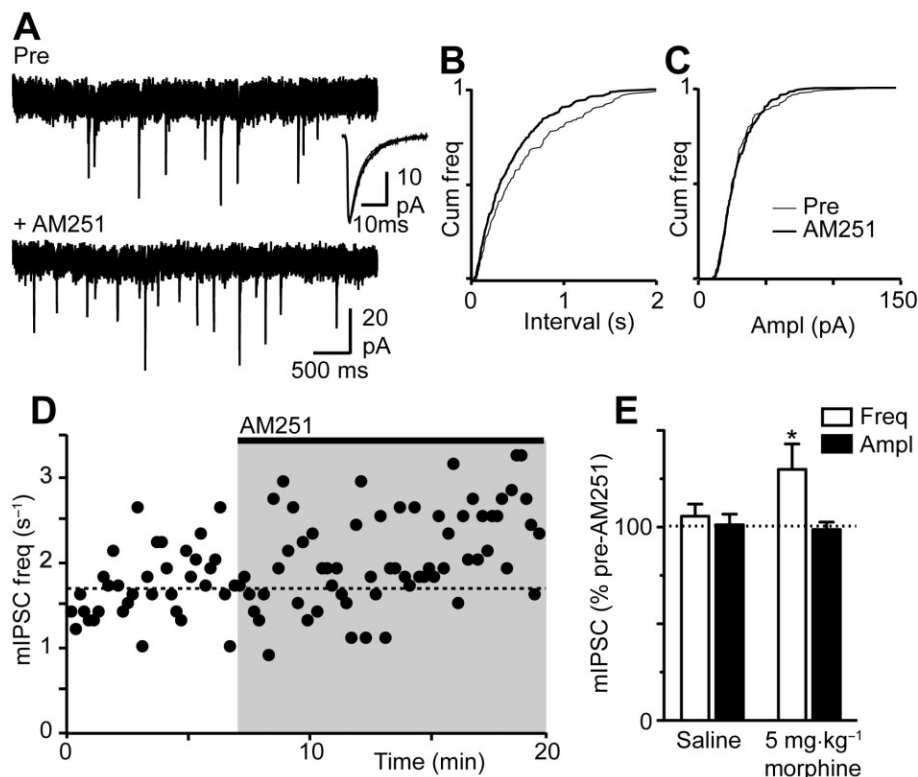 A
Pre
10
pA
10ms
+ AM251
20
pA
500 ms
B
1
Cum freq
0
1
2
Interval (s)
C
1
Cum freq
Pre
AM251
0
150
Ampl (pA)
D
AM251
mIPSC freq (s⁻¹)
3
2
1
0
0
10
20
Time (min)
E
Freq
Ampl
*
mIPSC (% pre-AM251)
100
0
Saline
5 mg·kg⁻¹
morphine